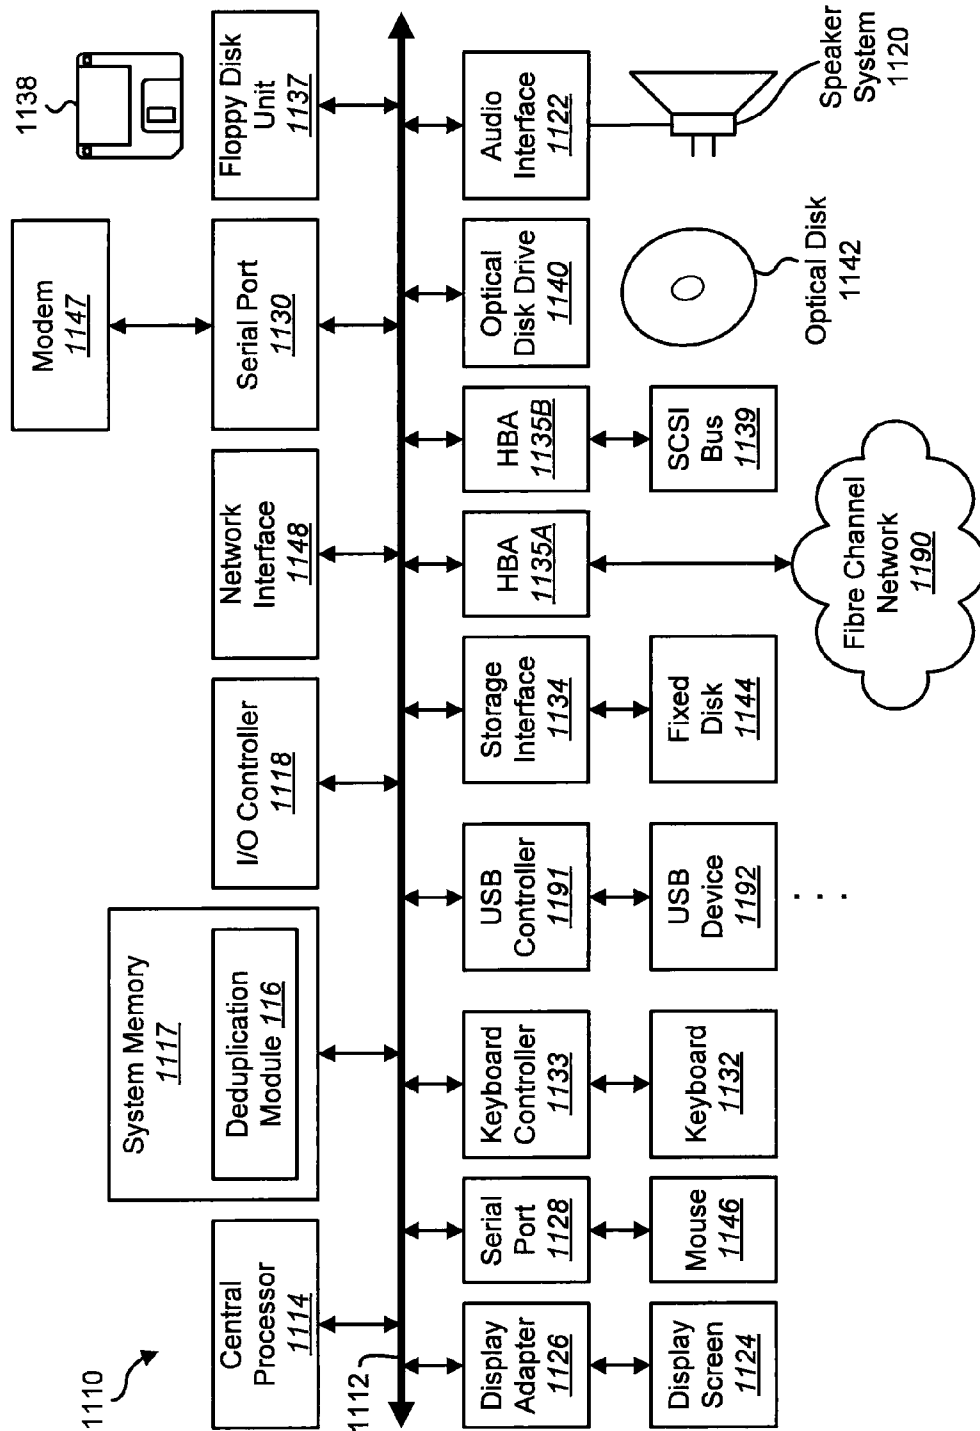 1110
Central
Processor
1114
System Memory
1117
Deduplication
Module 116
I/O Controller
1118
Network
Interface
1148
Modem
1147
Serial Port
1130
1138
Floppy Disk
Unit
1137
1112
Display
Adapter
1126
Serial
Port
1128
Keyboard
Controller
1133
USB
Controller
1191
Storage
Interface
1134
HBA
1135A
HBA
1135B
Optical
Disk Drive
1140
Audio
Interface
1122
Display
Screen
1124
Mouse
1146
Keyboard
1132
USB
Device
1192
. . .
Fixed
Disk
1144
Fibre Channel
Network
1190
SCSI
Bus
1139
Optical Disk
1142
Speaker
System
1120